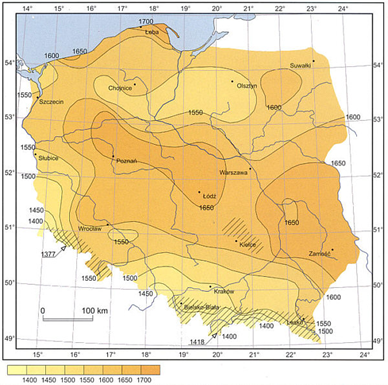 14° 15° 16° 17° 18° 19° 20° 21° 22° 23° 24°
1700
Łeba
1600
1650
54°
Suwałki
54°
Chojnice
Olsztyn
1550
Szczecin
1550
1600
53°
53°
1600
1500
Słubice
Poznań
1650
52°
Warszawa
52°
Łódź
1650
1650
1450
1400
51°
Wrocław
1550
Kielce
51°
Zamość
1377
1550
1500
50°
1450
Kraków
50°
1600
0 100 km
Bielsko-Biała
1400
Lesko
1550
1500
1400
49°
1418
49°
15° 16° 17° 18° 19° 20° 21° 22° 23°
1400 1450 1500 1550 1600 1650 1700